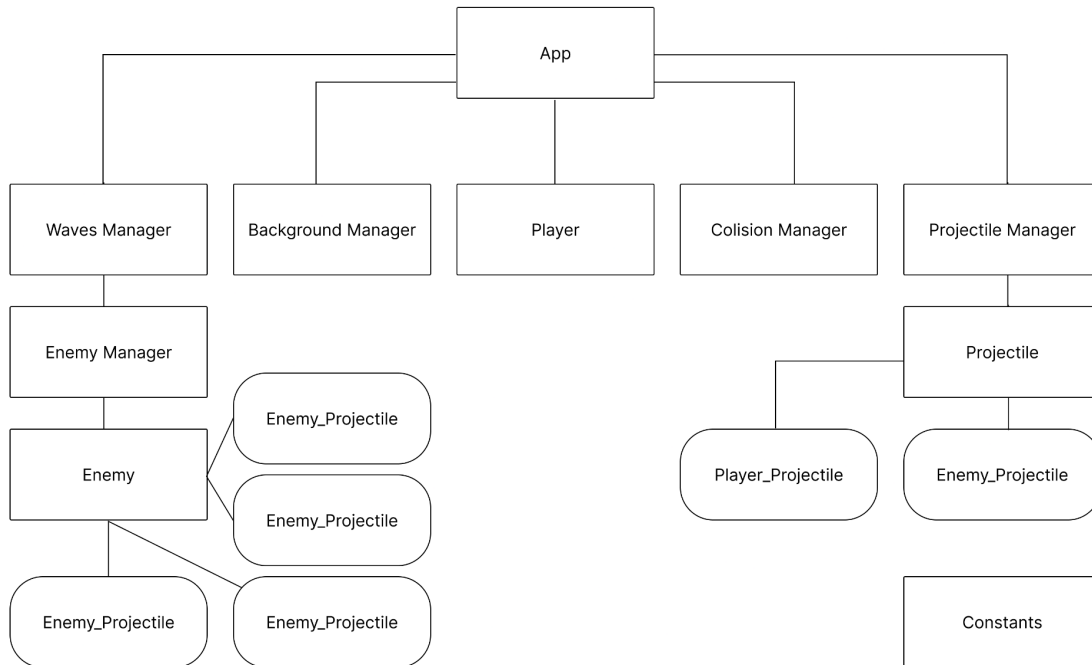 App
Waves Manager
Background Manager
Player
Colision Manager
Projectile Manager
Enemy Manager
Projectile
Enemy_Projectile
Enemy
Player_Projectile
Enemy_Projectile
Enemy_Projectile
Enemy_Projectile
Enemy_Projectile
Constants